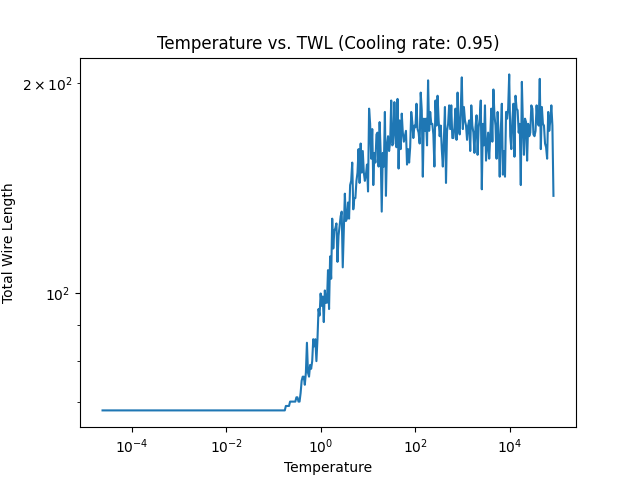 Temperature vs. TWL (Cooling rate: 0.95)
2 × 10²
10²
Total Wire Length
10⁻⁴ 10⁻² 10⁰ 10² 10⁴
Temperature